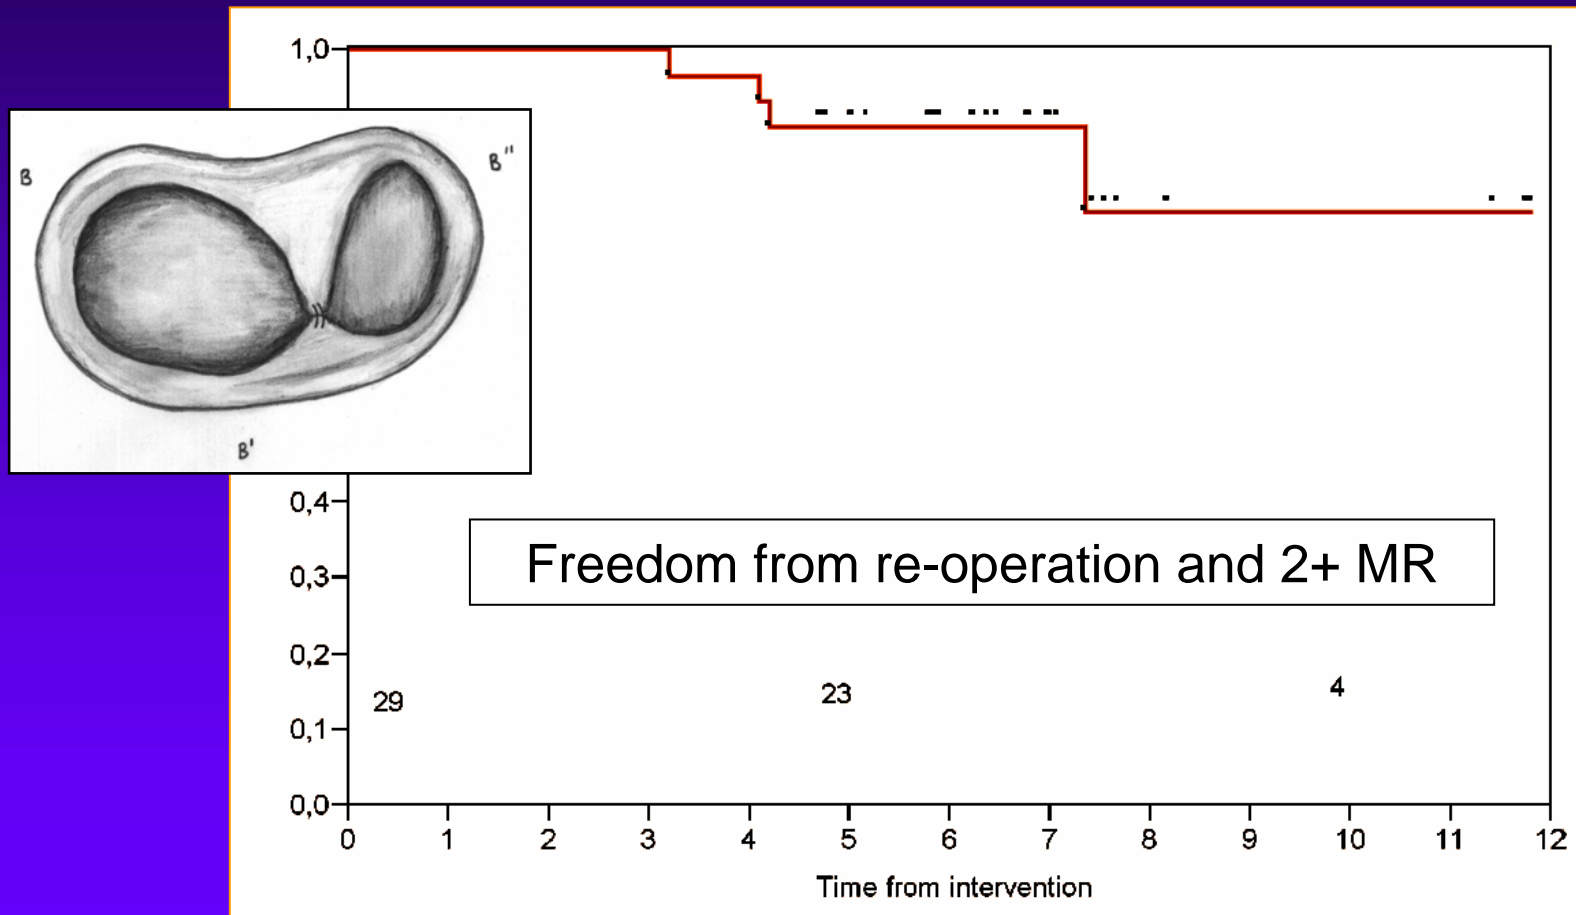 1,0
B
B"
B'
0,4
Freedom from re-operation and 2+ MR
0,3
0,2
29
23
4
0,1
0,0
0 1 2 3 4 5 6 7 8 9 10 11 12
Time from intervention